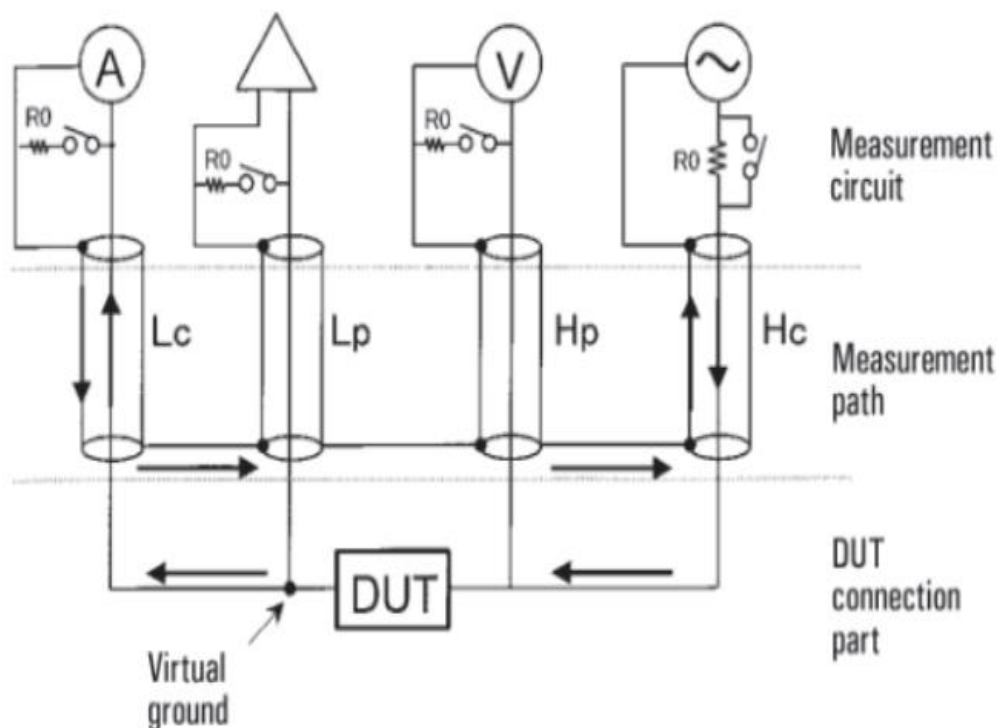 A
V
R0
R0
R0
R0
Measurement
circuit
Lc
Lp
Hp
Hc
Measurement
path
DUT
DUT
connection
part
Virtual
ground